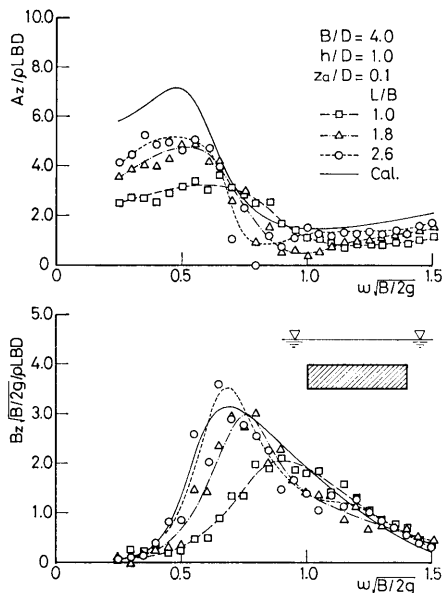 10.0
8.0
6.0
4.0
2.0
0
Az/ρLBD
B/D = 4.0
h/D = 1.0
za/D = 0.1
L/B
1.0
1.8
2.6
Cal.
0 0.5 1.0 1.5
ω√B/2g
5.0
4.0
3.0
2.0
1.0
0
Bz√B/2g/ρLBD
0 0.5 1.0 1.5
ω√B/2g